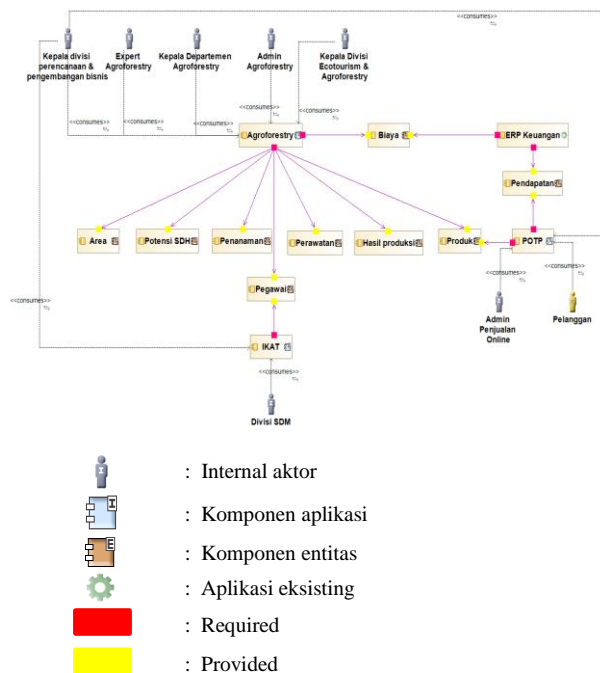 <<consumes>>
Kepala divisi
perencanaan &
pengembangan bisnis
Expert
Agroforestry
Kepala Departemen
Agroforestry
Admin
Agroforestry
Kepala Divisi
Ecotourism &
Agroforestry
<<consumes>>
<<consumes>>
<<consumes>>
<<consumes>>
<<consumes>>
Agroforestry
Biaya
ERP Keuangan
Pendapatan
Area
Potensi SDH
Penanaman
Perawatan
Hasil produksi
Produk
POTP
<<consumes>>
<<consumes>>
<<consumes>>
Pegawai
Admin
Penjualan
Online
Pelanggan
IKAT
<<consumes>>
Divisi SDM
: Internal aktor
I
: Komponen aplikasi
E
: Komponen entitas
: Aplikasi eksisting
: Required
: Provided